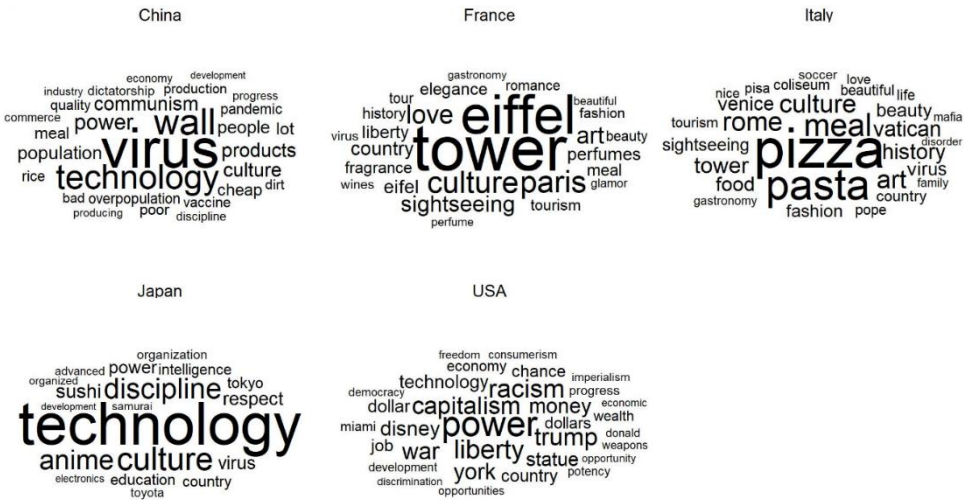 China
economy development
industry dictatorship production
quality communism progress
commerce pandemic
meal power. wall people lot
population virus products
rice technology culture
cheap dirt
bad overpopulation vaccine
producing poor discipline
France
gastronomy
elegance romance
tour beautiful
history love eiffel fashion
virus liberty art beauty
country tower perfumes
fragrance meal
wines eifel culture paris glamor
sightseeing tourism
perfume
Italy
soccer love
nice pisa coliseum beautiful life
venice culture beauty mafia
tourism rome. meal vatican
sightseeing pizza history disorder
tower virus
food pasta art family
gastronomy country
fashion pope
Japan
organization
advanced power intelligence
organized sushi discipline tokyo
respect
development samurai
technology
anime culture virus
electronics education country
toyota
USA
freedom consumerism
economy chance
technology racism imperialism
democracy progress
dollar capitalism money economic
wealth
miami disney power dollars donald
job war liberty trump weapons
statue opportunity
development york country potency
discrimination
opportunities